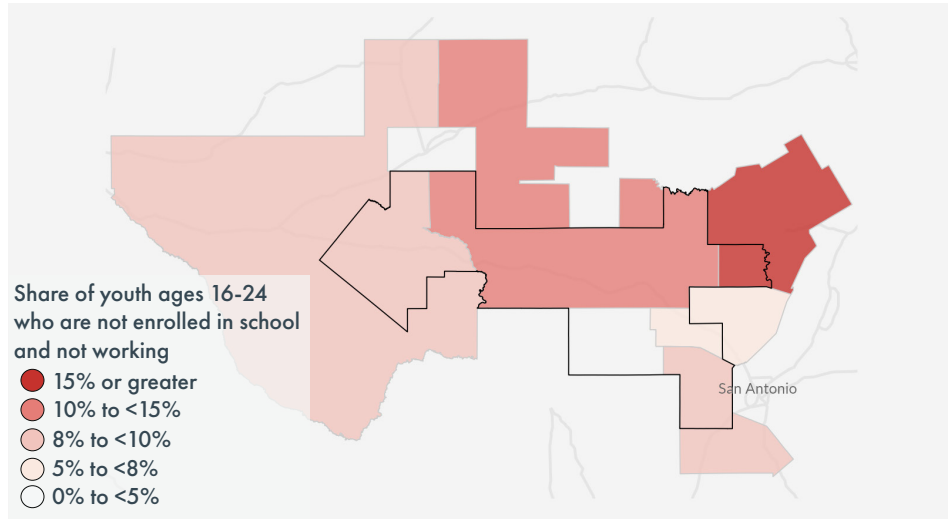 Share of youth ages 16-24
who are not enrolled in school
and not working
15% or greater
10% to <15%
8% to <10%
5% to <8%
0% to <5%
San Antonio